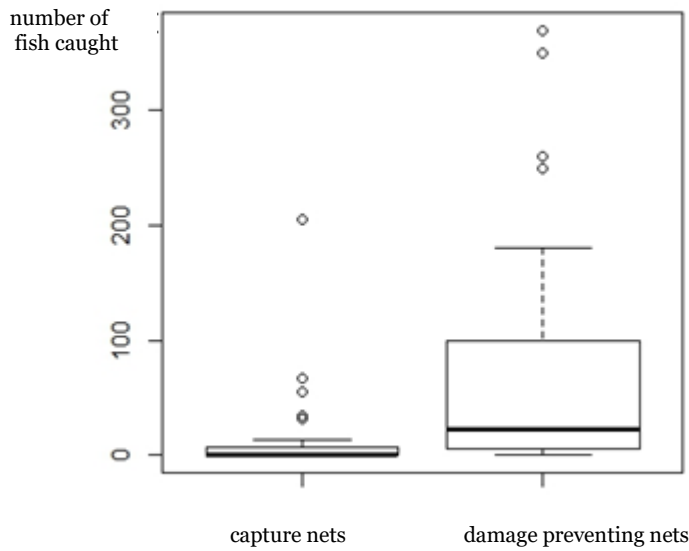 number of
fish caught
300
200
100
0
capture nets
damage preventing nets